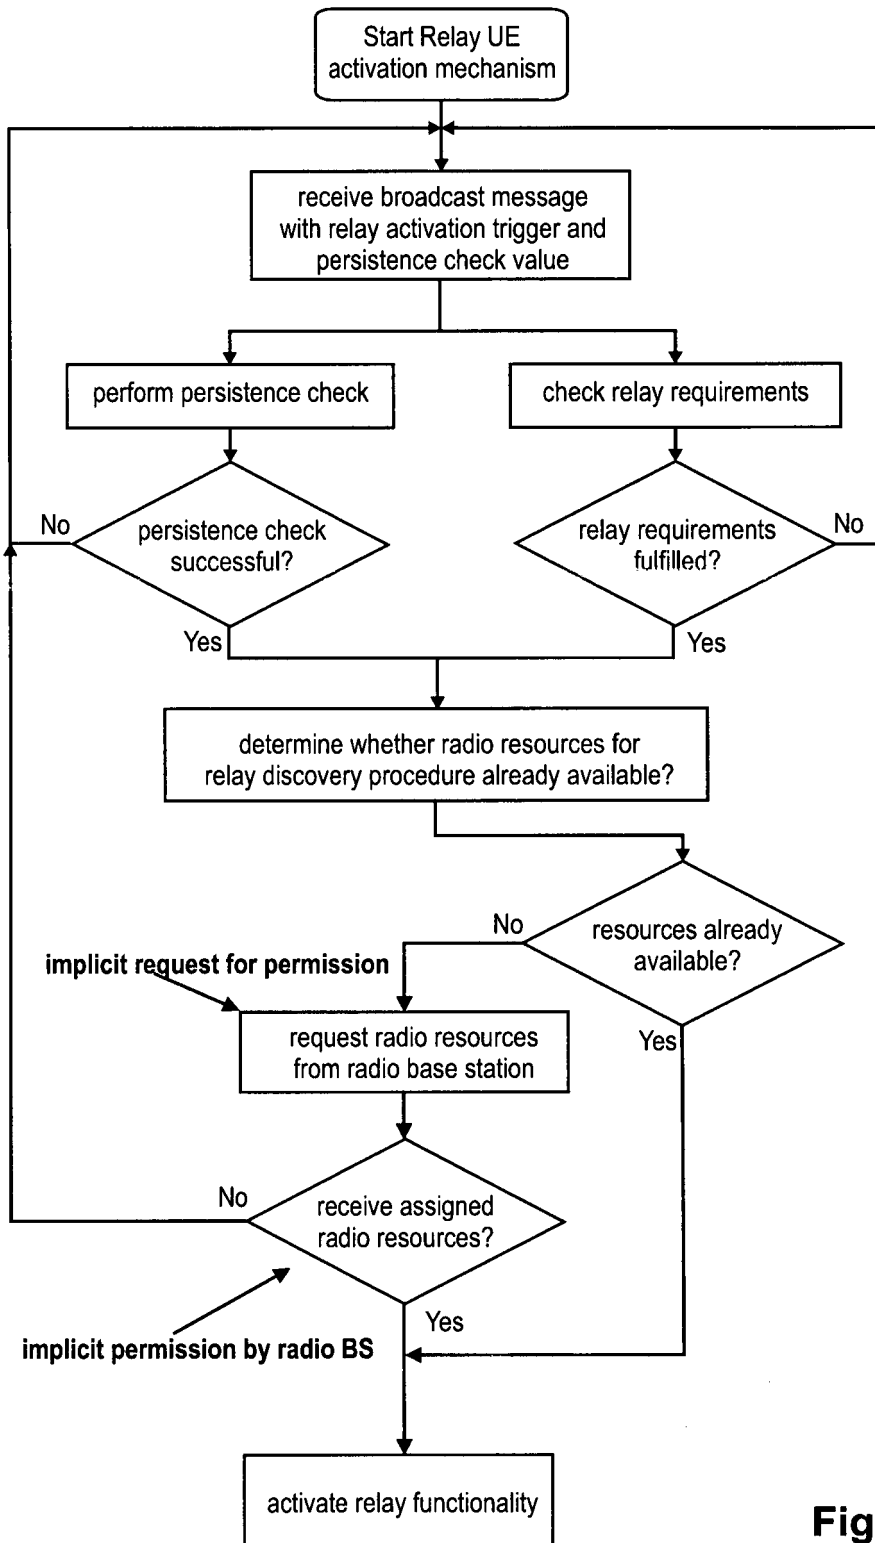 Start Relay UE
activation mechanism
receive broadcast message
with relay activation trigger and
persistence check value
perform persistence check
check relay requirements
No
persistence check
successful?
relay requirements
fulfilled?
No
Yes
Yes
determine whether radio resources for
relay discovery procedure already available?
No
resources already
available?
implicit request for permission
request radio resources
from radio base station
Yes
No
receive assigned
radio resources?
Yes
implicit permission by radio BS
activate relay functionality
Fig